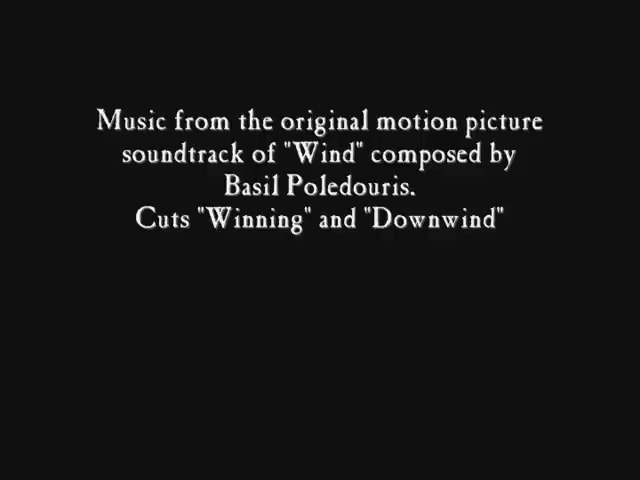 Music from the original motion picture
soundtrack of "Wind" composed by
Basil Poledouris.
Cuts "Winning" and "Downwind"